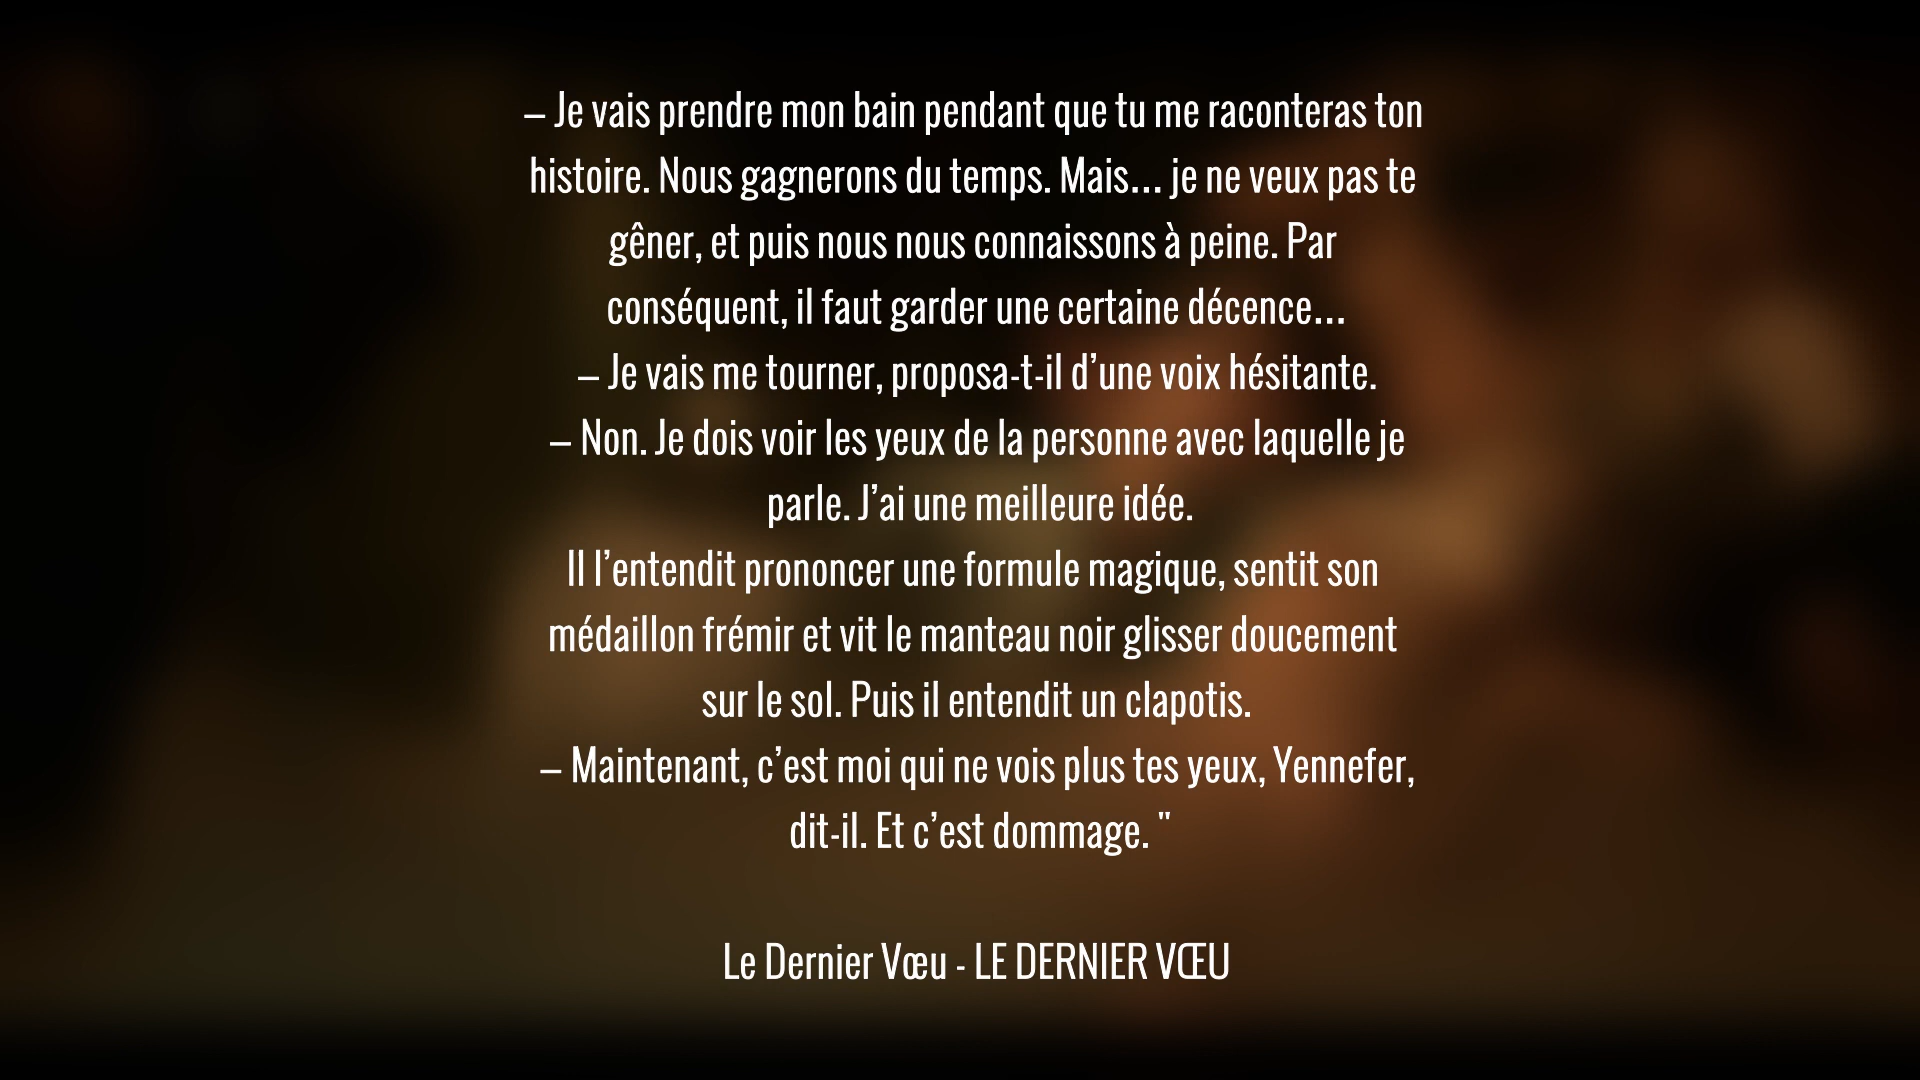 – Je vais prendre mon bain pendant que tu me raconteras ton
histoire. Nous gagnerons du temps. Mais… je ne veux pas te
gêner, et puis nous nous connaissons à peine. Par
conséquent, il faut garder une certaine décence…
– Je vais me tourner, proposa-t-il d’une voix hésitante.
– Non. Je dois voir les yeux de la personne avec laquelle je
parle. J’ai une meilleure idée.
Il l’entendit prononcer une formule magique, sentit son
médaillon frémir et vit le manteau noir glisser doucement
sur le sol. Puis il entendit un clapotis.
– Maintenant, c’est moi qui ne vois plus tes yeux, Yennefer,
dit-il. Et c’est dommage. "
Le Dernier Vœu - LE DERNIER VŒU